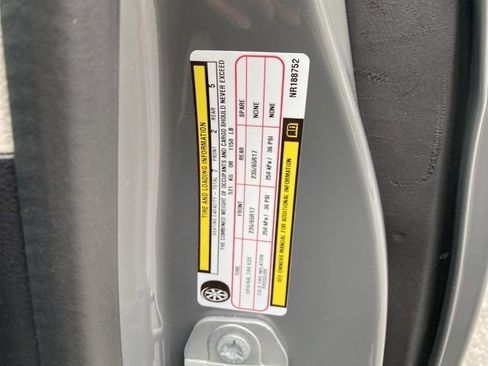 TIRE AND LOADING INFORMATION
SEATING CAPACITY - TOTAL 7 FRONT 2 REAR 5
THE COMBINED WEIGHT OF OCCUPANTS AND CARGO SHOULD NEVER EXCEED
521 KG OR 1150 LB
TIRE FRONT REAR SPARE
ORIGINAL TIRE SIZE 235/65R17 235/65R17 NONE
COLD TIRE INFLATION PRESSURE 250 kPa / 36 PSI 250 kPa / 36 PSI NONE
SEE OWNERS MANUAL FOR ADDITIONAL INFORMATION
NR188752